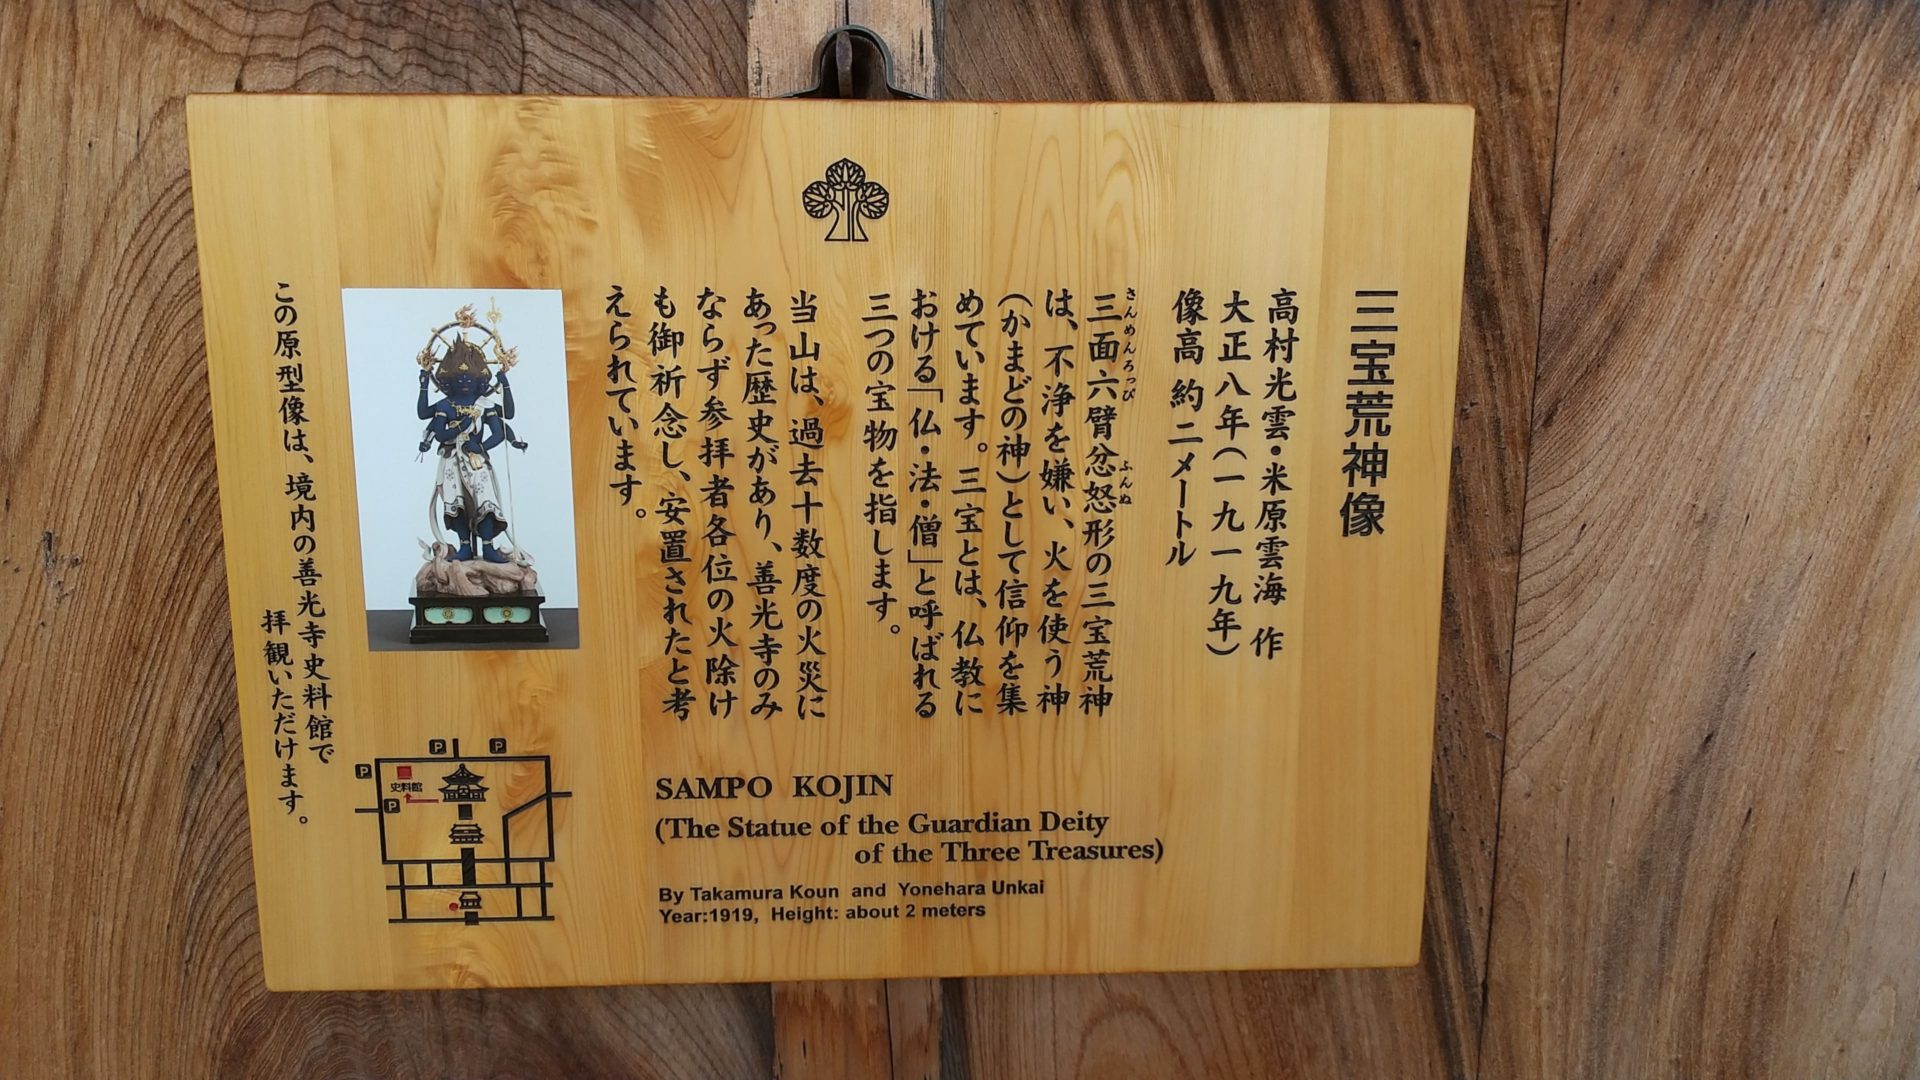 三宝荒神像
高村光雲・米原雲海 作
大正八年（一九一九年）
像高 約二メートル
さんめんろっぴ
ふんぬ
三面六臂忿怒形の三宝荒神
は、不浄を嫌い、火を使う神
（かまどの神）として信仰を集
めています。三宝とは、仏教に
おける「仏・法・僧」と呼ばれる
三つの宝物を指します。
当山は、過去十数度の火災に
あった歴史があり、善光寺のみ
ならず参拝者各位の火除け
も御祈念し、安置されたと考
えられています。
この原型像は、境内の善光寺史料館で
拝観いただけます。
SAMPO KOJIN
(The Statue of the Guardian Deity
of the Three Treasures)
By Takamura Koun and Yonehara Unkai
Year:1919, Height: about 2 meters
P
P
P
史料館
P